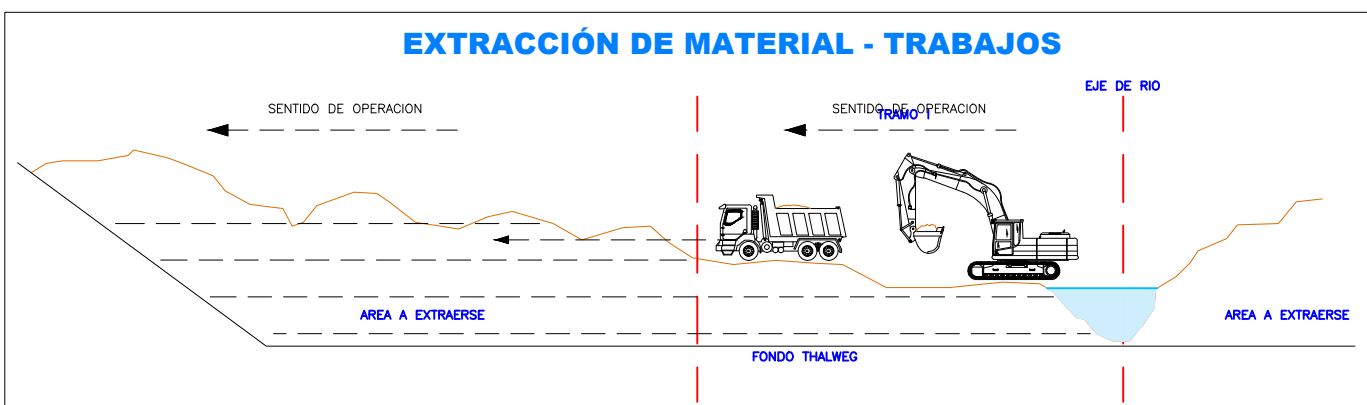 EXTRACCIÓN DE MATERIAL - TRABAJOS
EJE DE RIO
SENTIDO DE OPERACION
SENTIDO DE OPERACION
TRAMO I
AREA A EXTRAERSE
AREA A EXTRAERSE
FONDO THALWEG